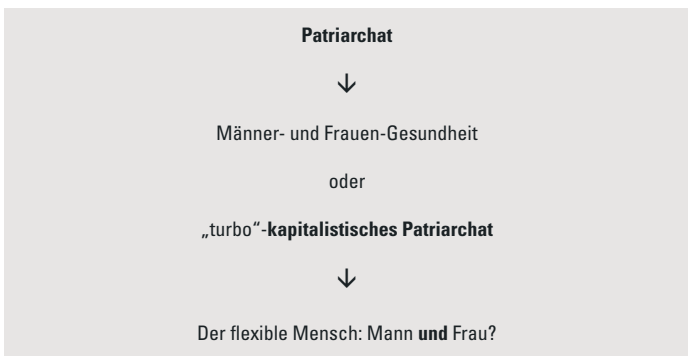 Patriarchat
↓
Männer- und Frauen-Gesundheit
oder
„turbo“-kapitalistisches Patriarchat
↓
Der flexible Mensch: Mann und Frau?